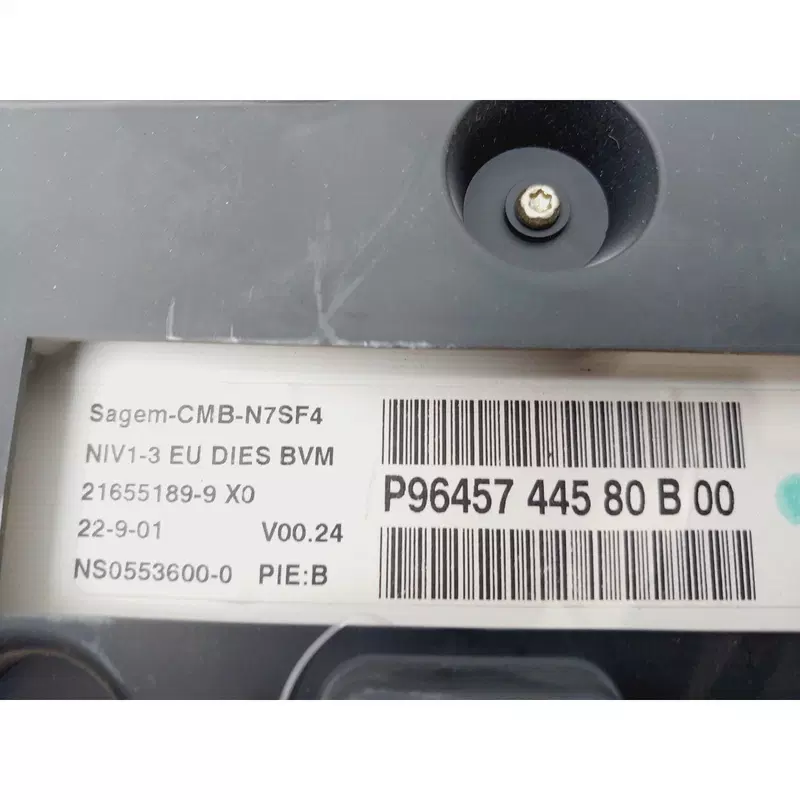 Sagem-CMB-N7SF4
NIV1-3 EU DIES BVM
21655189-9 X0
22-9-01 V00.24
NS0553600-0 PIE:B
P96457 445 80 B 00